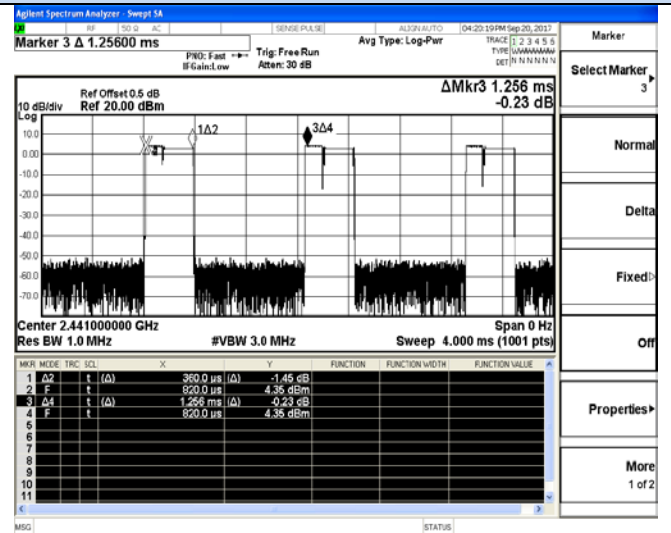 Agilent Spectrum Analyzer - Swept SA
RF 50 Ω AC SENSE:PULSE ALIGN AUTO 04:20:19 PM Sep 20, 2017
Marker 3 Δ 1.25600 ms
PNO: Fast
IFGain:Low
Trig: Free Run
Atten: 30 dB
Avg Type: Log-Pwr
TRACE 1 2 3 4 5 6
TYPE
DET N N N N N N
Ref Offset 0.5 dB
10 dB/div Ref 20.00 dBm
ΔMkr3 1.256 ms
-0.23 dB
Log
10.0
0.00
-10.0
-20.0
-30.0
-40.0
-50.0
-60.0
-70.0
1Δ2
3Δ4
Center 2.441000000 GHz Span 0 Hz
Res BW 1.0 MHz #VBW 3.0 MHz Sweep 4.000 ms (1001 pts)
MKR MODE TRC SCL X Y FUNCTION FUNCTION WIDTH FUNCTION VALUE
1 Δ2 t (Δ) 360.0 µs (Δ) -1.45 dB
2 F t 820.0 µs 4.35 dBm
3 Δ4 t (Δ) 1.256 ms (Δ) -0.23 dB
4 F t 820.0 µs 4.35 dBm
5
6
7
8
9
10
11
MSG STATUS
Marker
Select Marker
3
Normal
Delta
Fixed
Off
Properties
More
1 of 2